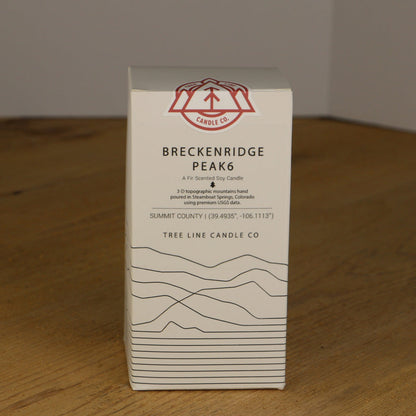 CANDLE CO.
BRECKENRIDGE
PEAK6
A Fir Scented Soy Candle
3-D topographic mountains hand
poured in Steamboat Springs, Colorado
using premium USGS data.
SUMMIT COUNTY | (39.4935°, -106.1113°)
TREE LINE CANDLE CO